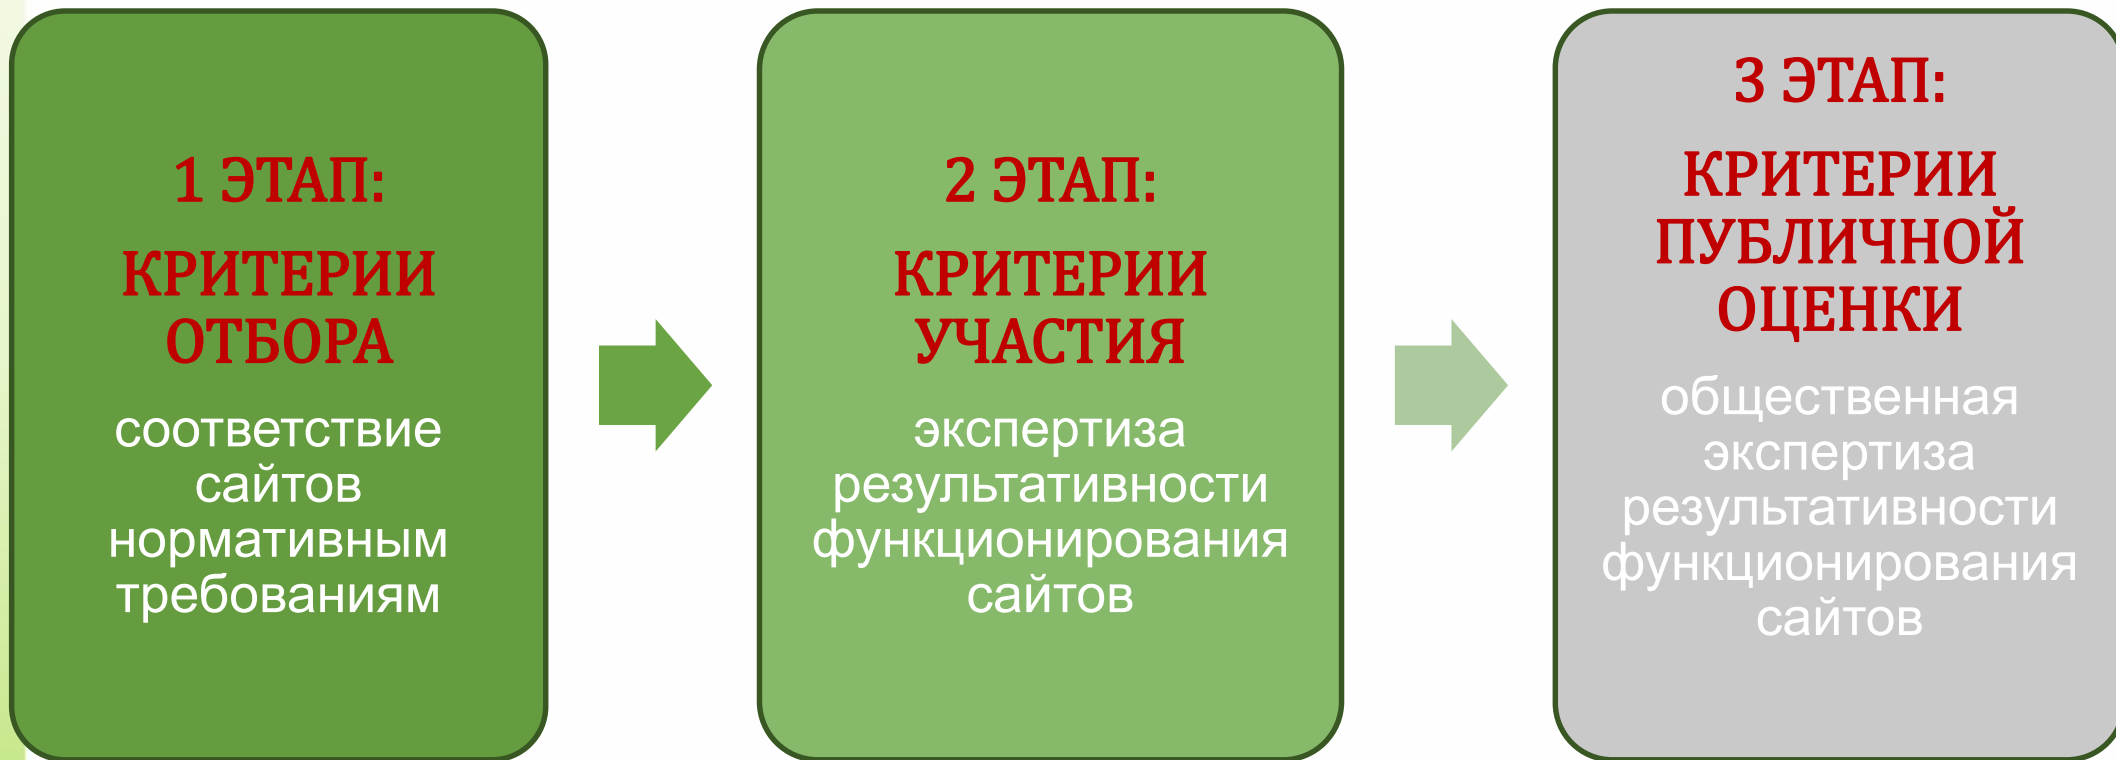 1 ЭТАП:
КРИТЕРИИ
ОТБОРА
соответствие
сайтов
нормативным
требованиям
2 ЭТАП:
КРИТЕРИИ
УЧАСТИЯ
экспертиза
результативности
функционирования
сайтов
3 ЭТАП:
КРИТЕРИИ
ПУБЛИЧНОЙ
ОЦЕНКИ
общественная
экспертиза
результативности
функционирования
сайтов